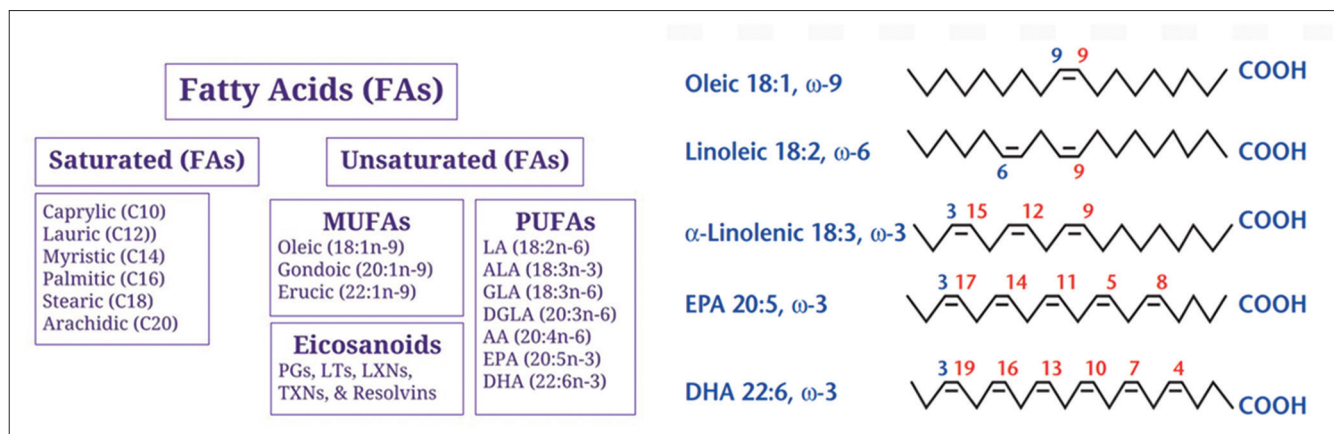 Fatty Acids (FAs)
Saturated (FAs)
Unsaturated (FAs)
Caprylic (C10)
Lauric (C12))
Myristic (C14)
Palmitic (C16)
Stearic (C18)
Arachidic (C20)
MUFAs
Oleic (18:1n-9)
Gondoic (20:1n-9)
Erucic (22:1n-9)
Eicosanoids
PGs, LTs, LXNs,
TXNs, & Resolvins
PUFAs
LA (18:2n-6)
ALA (18:3n-3)
GLA (18:3n-6)
DGLA (20:3n-6)
AA (20:4n-6)
EPA (20:5n-3)
DHA (22:6n-3)
9 9
Oleic 18:1, ω-9 COOH
Linoleic 18:2, ω-6 COOH
6 9
3 15 12 9
α-Linolenic 18:3, ω-3 COOH
3 17 14 11 5 8
EPA 20:5, ω-3 COOH
3 19 16 13 10 7 4
DHA 22:6, ω-3 COOH